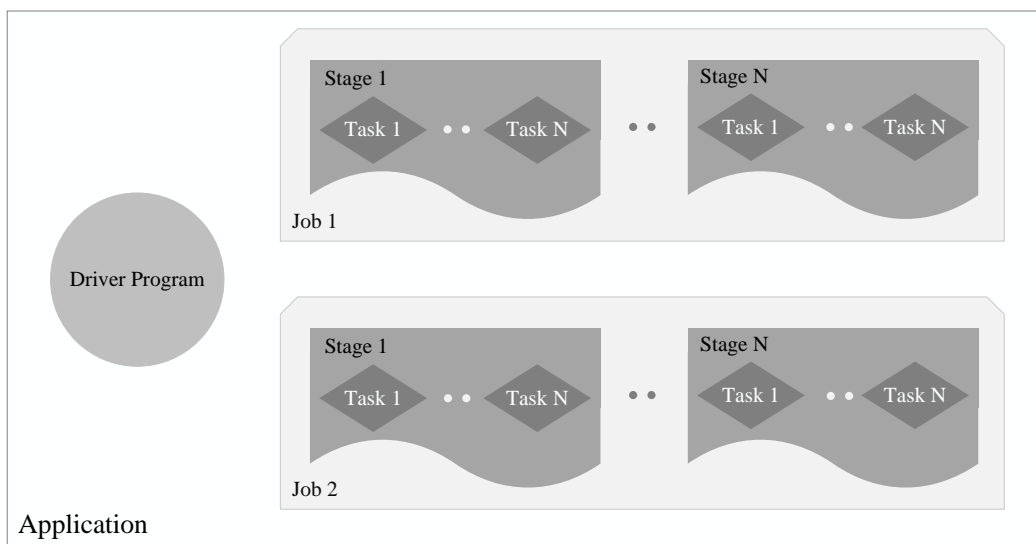 Stage 1
Task 1
Task N
Stage N
Task 1
Task N
Job 1
Driver Program
Stage 1
Task 1
Task N
Stage N
Task 1
Task N
Job 2
Application